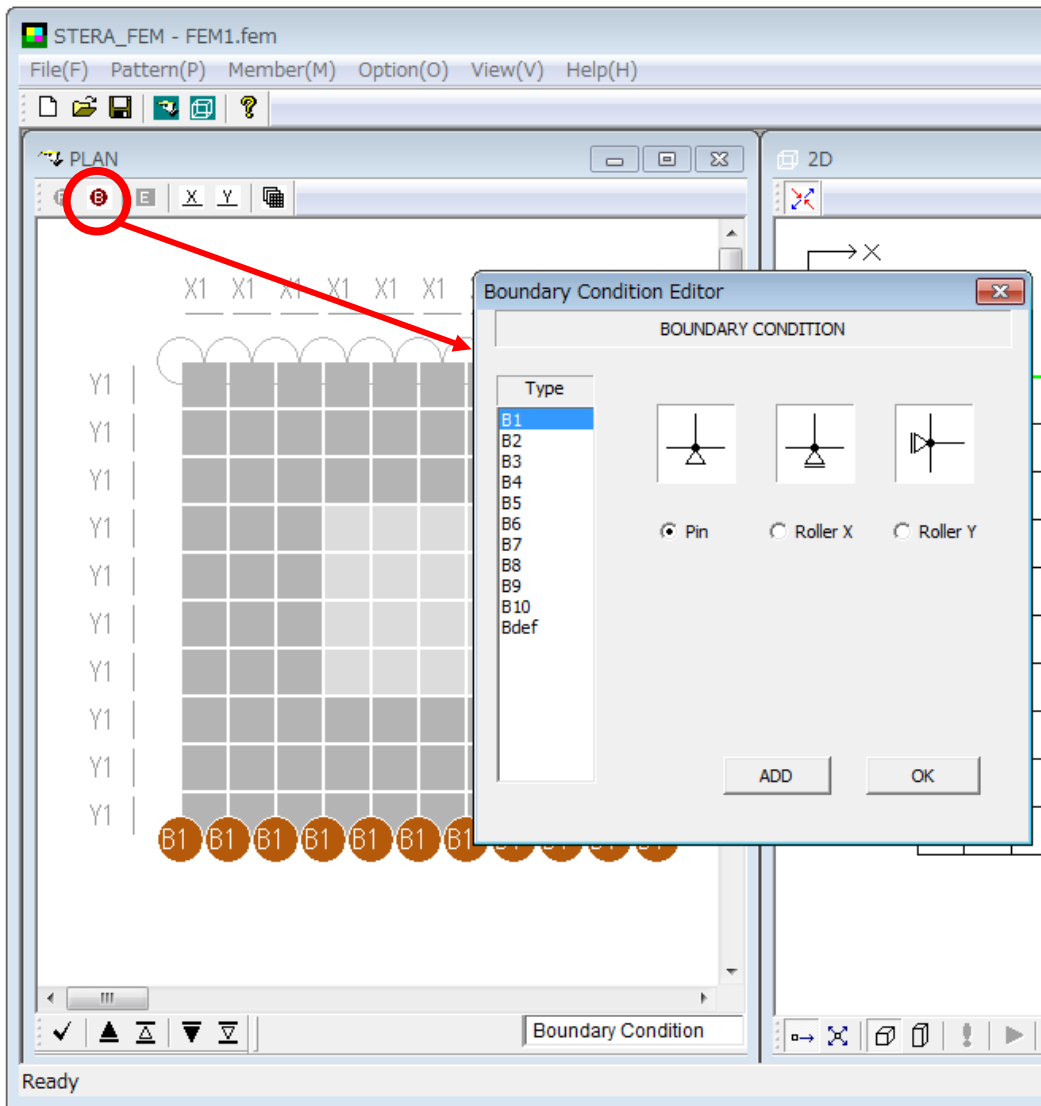 STERA_FEM - FEM1.fem
File(F) Pattern(P) Member(M) Option(O) View(V) Help(H)
PLAN
2D
B E X Y
X
X1 X1 X1 X1 X1 X1
Boundary Condition Editor
BOUNDARY CONDITION
Type
B1
B2
B3
B4
B5
B6
B7
B8
B9
B10
Bdef
Pin Roller X Roller Y
ADD OK
Y1
Y1
Y1
Y1
Y1
Y1
Y1
Y1
Y1
Y1
B1 B1 B1 B1 B1 B1 B1
Boundary Condition
Ready